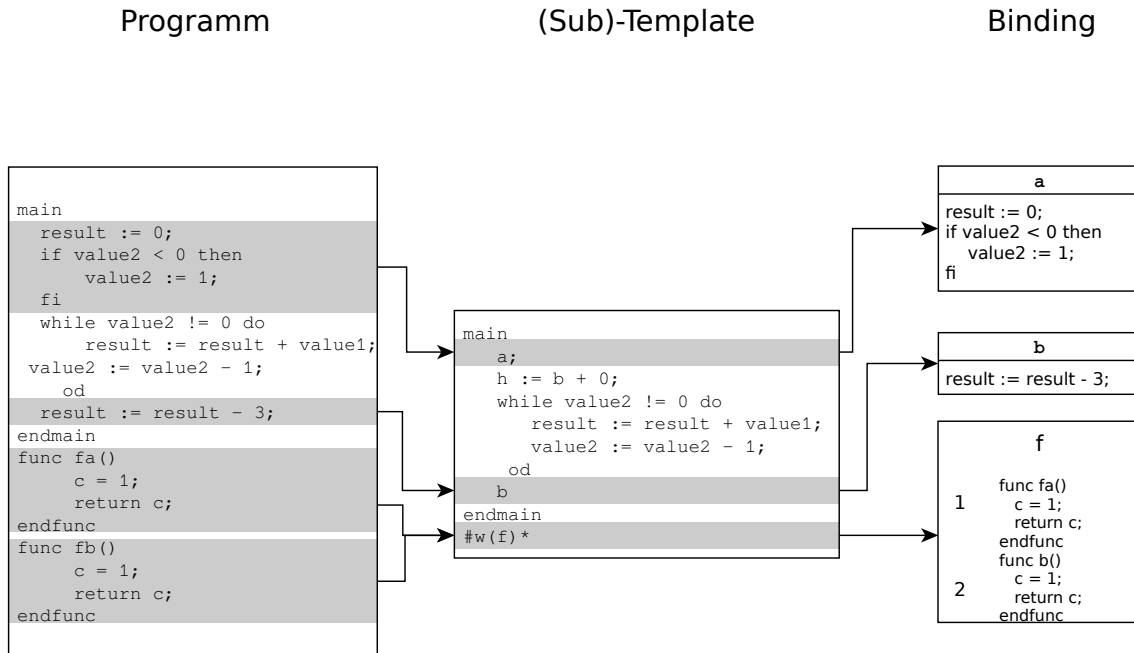 Programm
(Sub)-Template
Binding
main
result := 0;
if value2 < 0 then
value2 := 1;
fi
while value2 != 0 do
result := result + value1;
value2 := value2 - 1;
od
result := result - 3;
endmain
func fa()
c = 1;
return c;
endfunc
func fb()
c = 1;
return c;
endfunc
main
a;
h := b + 0;
while value2 != 0 do
result := result + value1;
value2 := value2 - 1;
od
b
endmain
#w(f)*
a
result := 0;
if value2 < 0 then
value2 := 1;
fi
b
result := result - 3;
f
1
func fa()
c = 1;
return c;
endfunc
2
func b()
c = 1;
return c;
endfunc